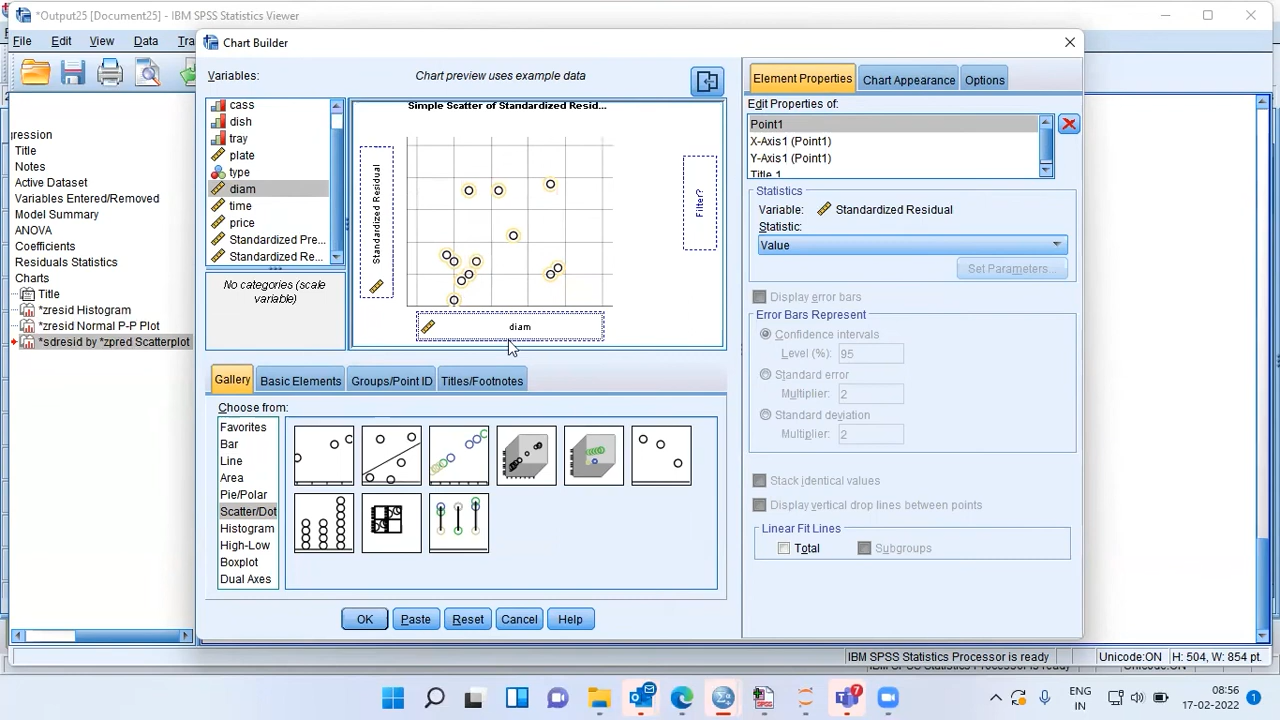 *Output25 [Document25] - IBM SPSS Statistics Viewer
File Edit View Data Tra
ression
Title
Notes
Active Dataset
Variables Entered/Removed
Model Summary
ANOVA
Coefficients
Residuals Statistics
Charts
Title
*zresid Histogram
*zresid Normal P-P Plot
*sdresid by *zpred Scatterplot
Chart Builder
Variables:
Chart preview uses example data
cass
dish
tray
plate
type
diam
time
price
Standardized Pre...
Standardized Re...
No categories (scale
variable)
Simple Scatter of Standardized Resid...
Standardized Residual
Filter?
diam
Gallery Basic Elements Groups/Point ID Titles/Footnotes
Choose from:
Favorites
Bar
Line
Area
Pie/Polar
Scatter/Dot
Histogram
High-Low
Boxplot
Dual Axes
OK Paste Reset Cancel Help
Element Properties Chart Appearance Options
Edit Properties of:
Point1
X-Axis1 (Point1)
Y-Axis1 (Point1)
Title 1
Statistics
Variable: Standardized Residual
Statistic:
Value
Set Parameters...
Display error bars
Error Bars Represent
Confidence intervals
Level (%): 95
Standard error
Multiplier: 2
Standard deviation
Multiplier: 2
Stack identical values
Display vertical drop lines between points
Linear Fit Lines
Total Subgroups
IBM SPSS Statistics Processor is ready Unicode:ON H: 504, W: 854 pt.
ENG
IN
08:56
17-02-2022
7
1